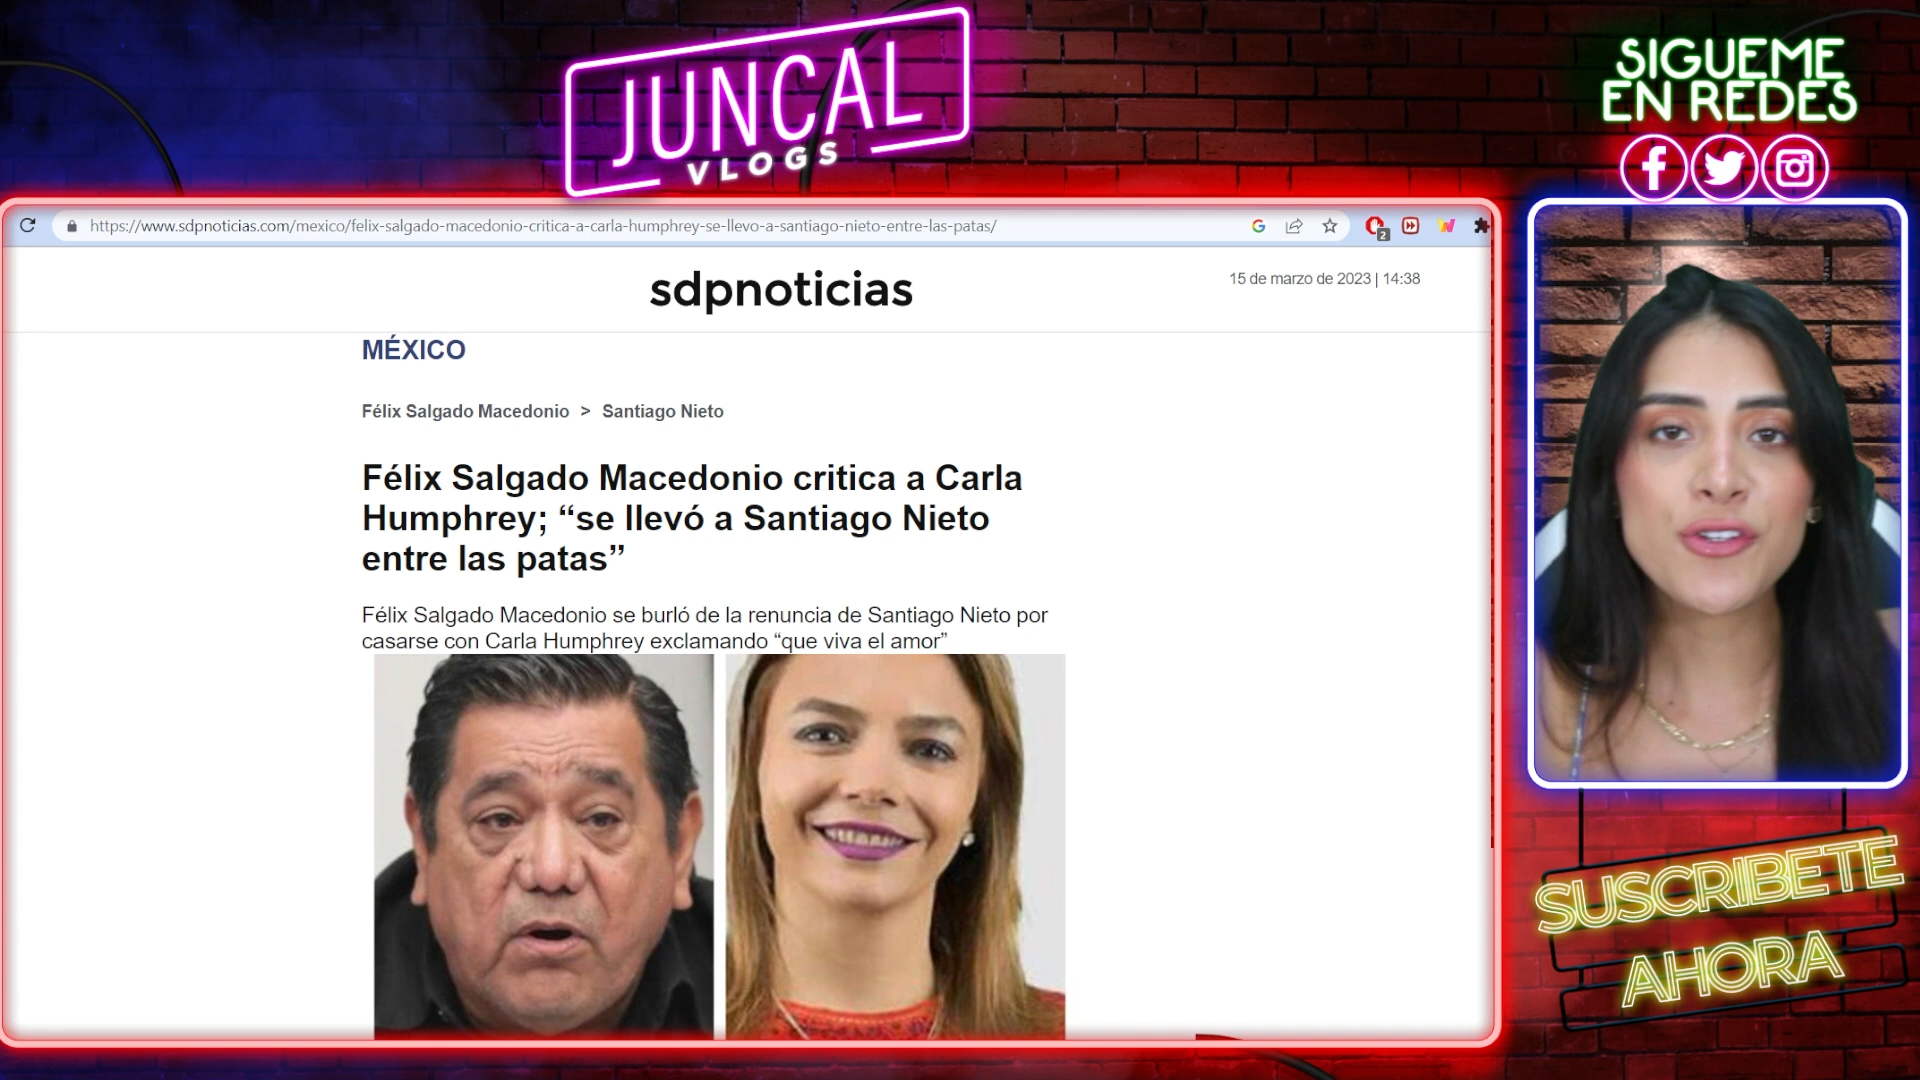 JUNCAL
VLOGS
SIGUEME
EN REDES
https://www.sdpnoticias.com/mexico/felix-salgado-macedonio-critica-a-carla-humphrey-se-llevo-a-santiago-nieto-entre-las-patas/
2
sdpnoticias
15 de marzo de 2023 | 14:38
MÉXICO
Félix Salgado Macedonio > Santiago Nieto
Félix Salgado Macedonio critica a Carla
Humphrey; “se llevó a Santiago Nieto
entre las patas”
Félix Salgado Macedonio se burló de la renuncia de Santiago Nieto por
casarse con Carla Humphrey exclamando “que viva el amor”
SUSCRIBETE
AHORA